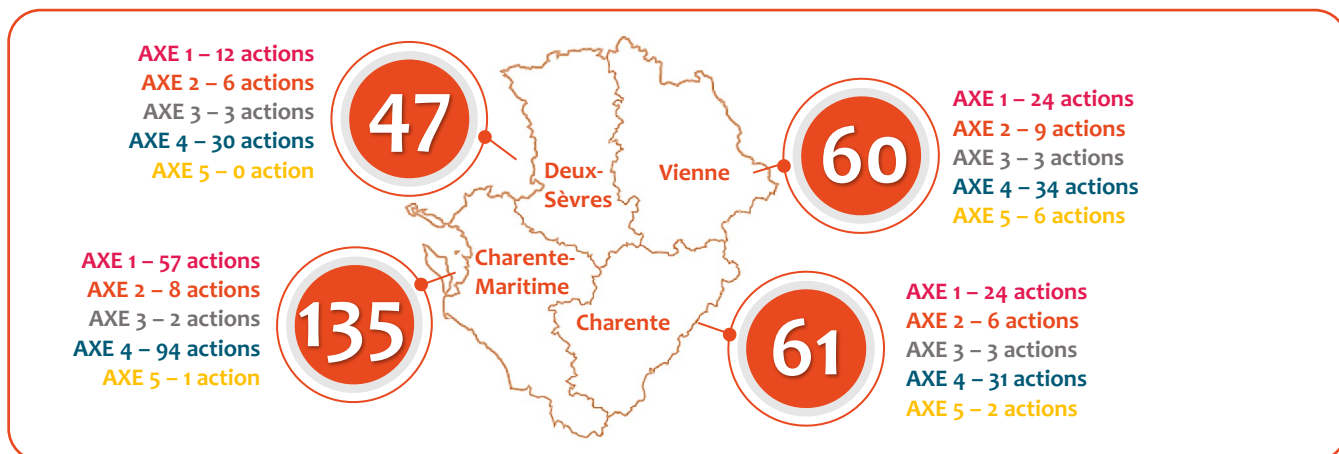 AXE 1 – 12 actions
AXE 2 – 6 actions
AXE 3 – 3 actions
AXE 4 – 30 actions
AXE 5 – 0 action
47
Deux-
Sèvres
Vienne
60
AXE 1 – 24 actions
AXE 2 – 9 actions
AXE 3 – 3 actions
AXE 4 – 34 actions
AXE 5 – 6 actions
AXE 1 – 57 actions
AXE 2 – 8 actions
AXE 3 – 2 actions
AXE 4 – 94 actions
AXE 5 – 1 action
135
Charente-
Maritime
Charente
61
AXE 1 – 24 actions
AXE 2 – 6 actions
AXE 3 – 3 actions
AXE 4 – 31 actions
AXE 5 – 2 actions